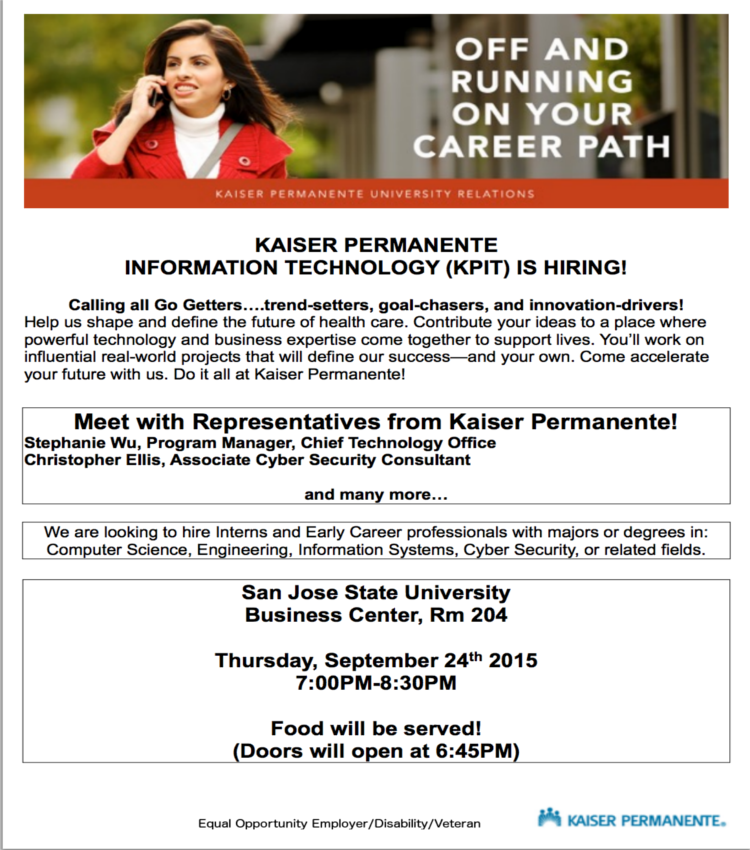 OFF AND
RUNNING
ON YOUR
CAREER PATH
KAISER PERMANENTE UNIVERSITY RELATIONS
KAISER PERMANENTE
INFORMATION TECHNOLOGY (KPIT) IS HIRING!
Calling all Go Getters....trend-setters, goal-chasers, and innovation-drivers!
Help us shape and define the future of health care. Contribute your ideas to a place where
powerful technology and business expertise come together to support lives. You'll work on
influential real-world projects that will define our success—and your own. Come accelerate
your future with us. Do it all at Kaiser Permanente!
Meet with Representatives from Kaiser Permanente!
Stephanie Wu, Program Manager, Chief Technology Office
Christopher Ellis, Associate Cyber Security Consultant
and many more...
We are looking to hire Interns and Early Career professionals with majors or degrees in:
Computer Science, Engineering, Information Systems, Cyber Security, or related fields.
San Jose State University
Business Center, Rm 204
Thursday, September 24th 2015
7:00PM-8:30PM
Food will be served!
(Doors will open at 6:45PM)
Equal Opportunity Employer/Disability/Veteran
KAISER PERMANENTE®